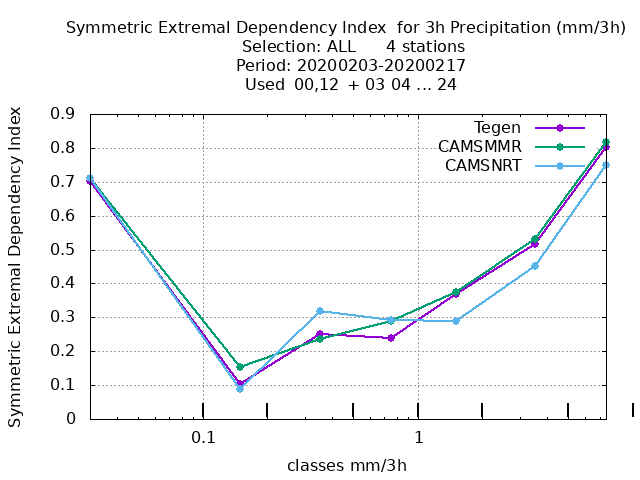 Symmetric Extremal Dependency Index  for 3h Precipitation (mm/3h)
Selection: ALL      4 stations
Period: 20200203-20200217
Used  00,12  + 03 04 ... 24
Symmetric Extremal Dependency Index
0.9
0.8
0.7
0.6
0.5
0.4
0.3
0.2
0.1
0
Tegen
CAMSMMR
CAMSNRT
0.1
1
classes mm/3h